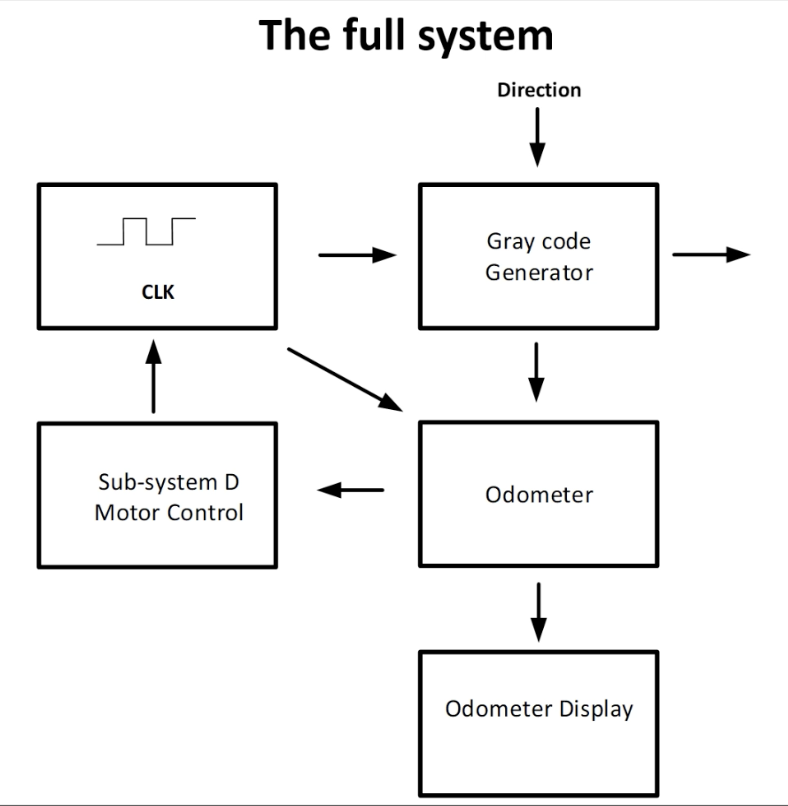 The full system
Direction
CLK
Gray code
Generator
Sub-system D
Motor Control
Odometer
Odometer Display